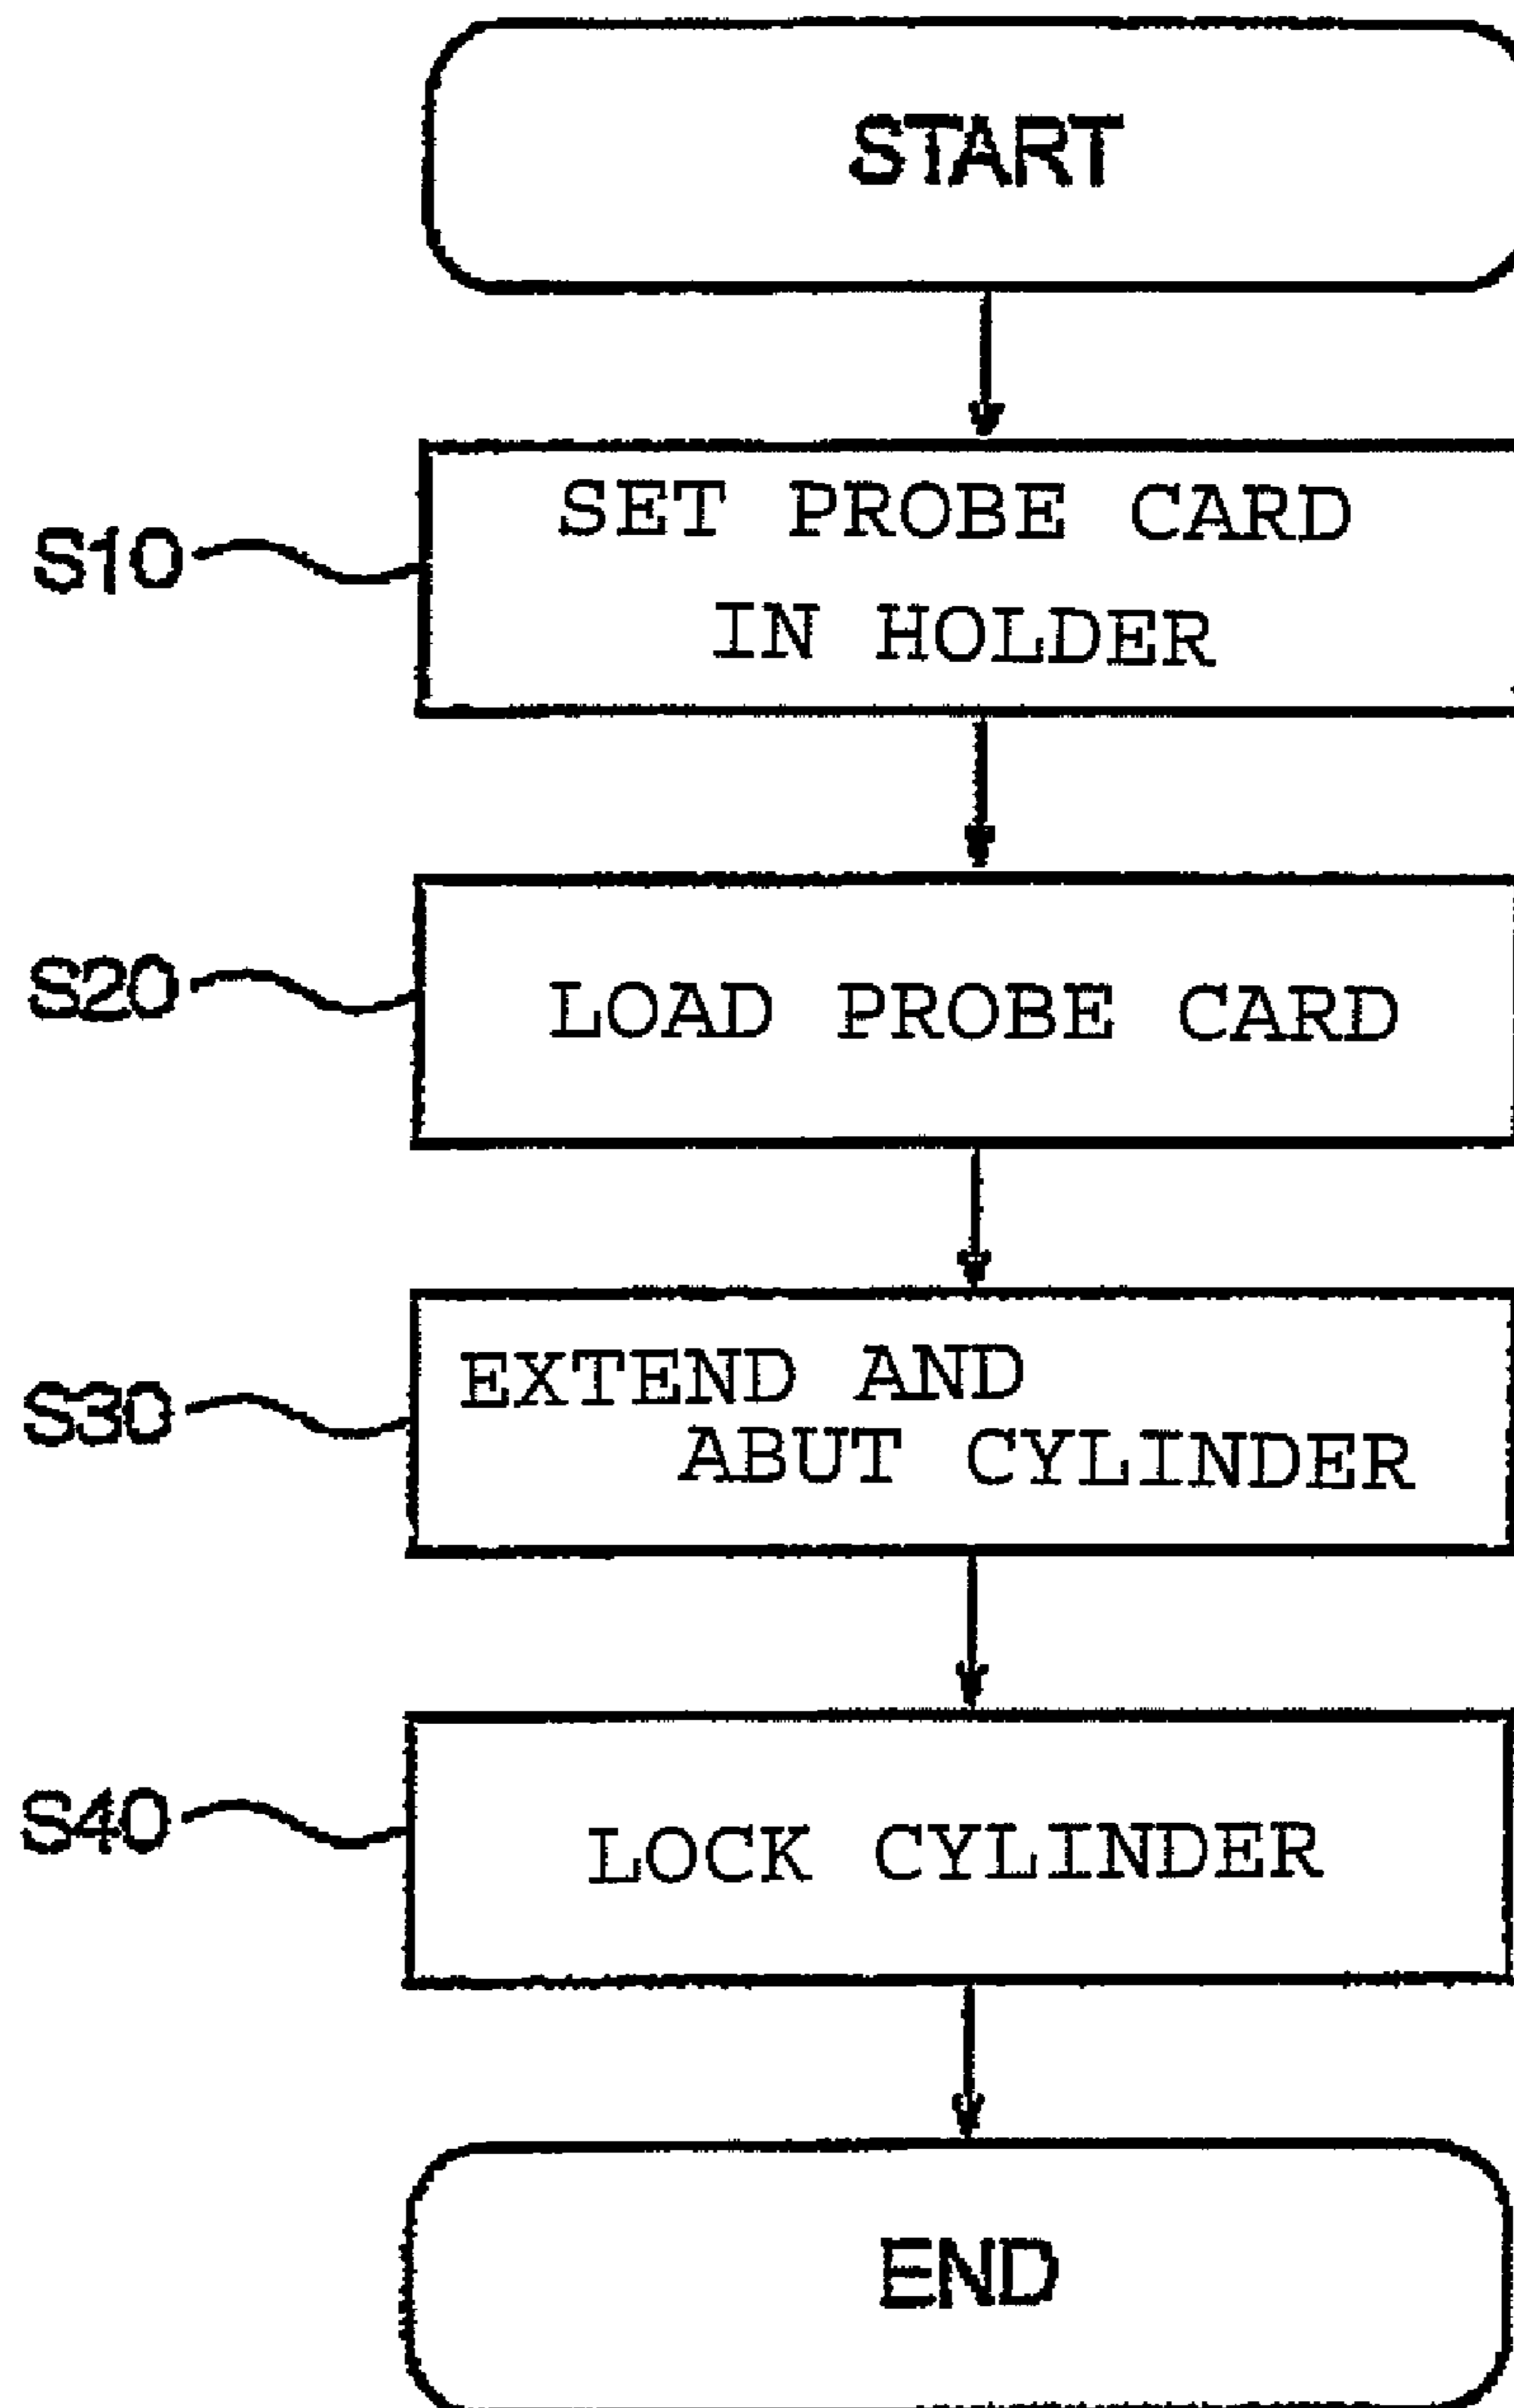 START
S10
SET PROBE CARD
IN HOLDER
S20
LOAD PROBE CARD
S30
EXTEND AND
ABUT CYLINDER
S40
LOCK CYLINDER
END